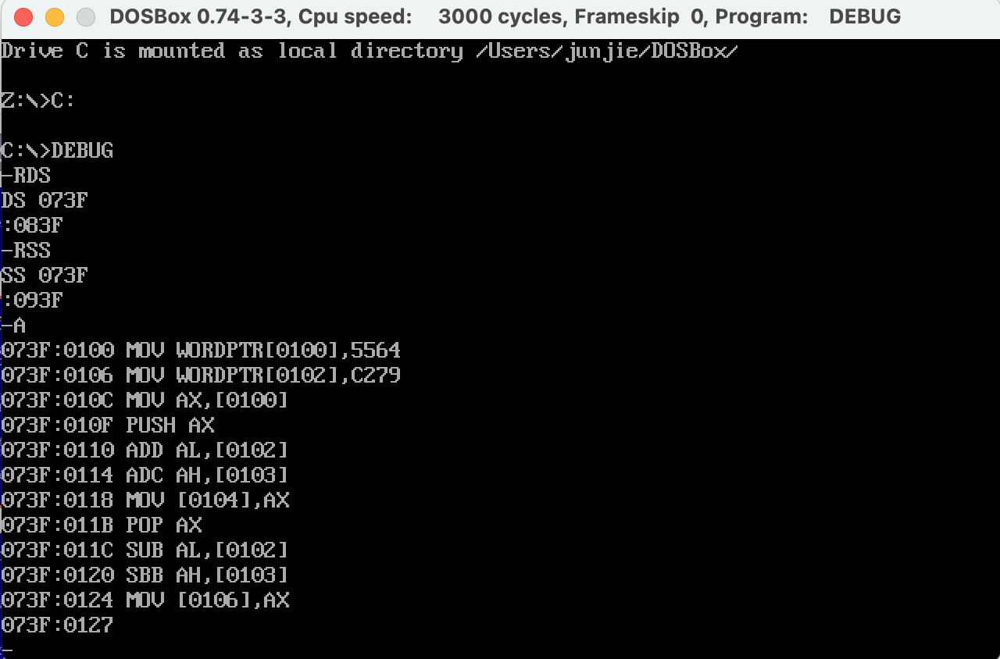 DOSBox 0.74-3-3, Cpu speed: 3000 cycles, Frameskip 0, Program: DEBUG
Drive C is mounted as local directory /Users/junjie/DOSBox/
Z:\>C:
C:\>DEBUG
-RDS
DS 073F
:083F
-RSS
SS 073F
:093F
-A
073F:0100 MOV WORDPTR[0100],5564
073F:0106 MOV WORDPTR[0102],C279
073F:010C MOV AX,[0100]
073F:010F PUSH AX
073F:0110 ADD AL,[0102]
073F:0114 ADC AH,[0103]
073F:0118 MOV [0104],AX
073F:011B POP AX
073F:011C SUB AL,[0102]
073F:0120 SBB AH,[0103]
073F:0124 MOV [0106],AX
073F:0127
-